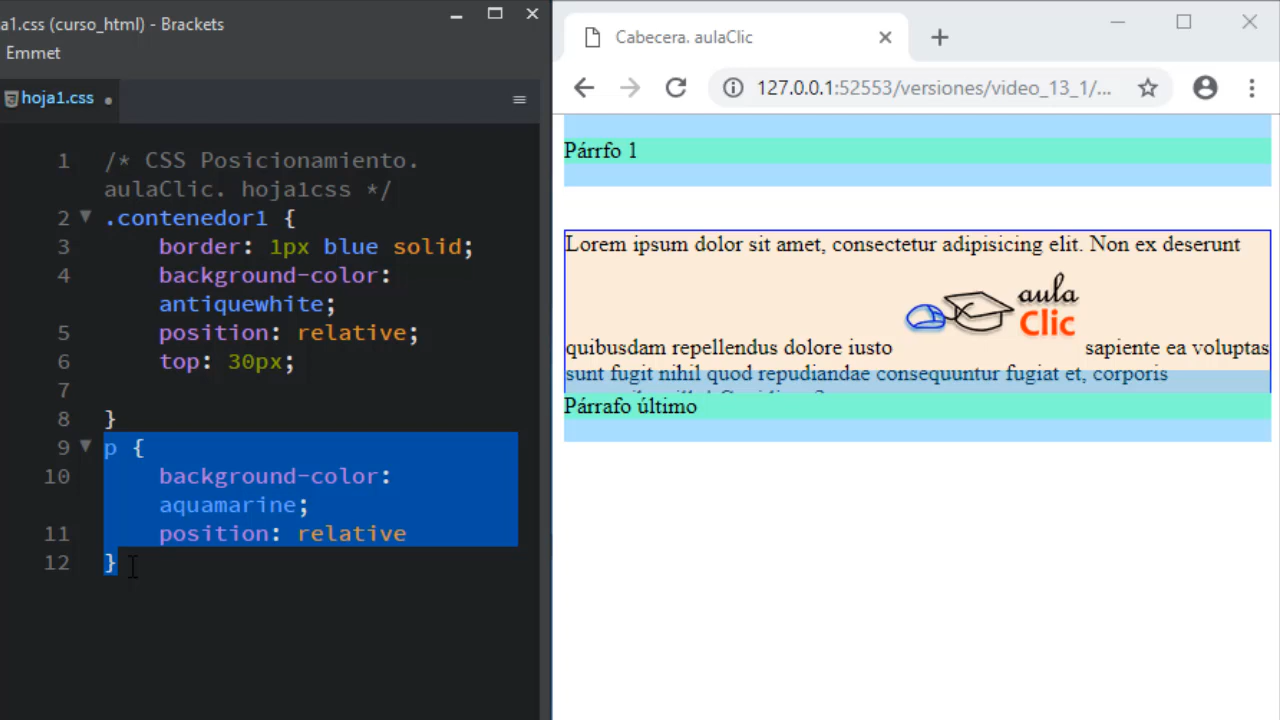 a1.css (curso_html) - Brackets
Emmet
hoja1.css
1 /* CSS Posicionamiento.
aulaClic. hoja1css */
2 .contenedor1 {
3 border: 1px blue solid;
4 background-color:
antiquewhite;
5 position: relative;
6 top: 30px;
7
8 }
9 p {
10 background-color:
aquamarine;
11 position: relative
12 }
Cabecera. aulaClic
127.0.0.1:52553/versiones/video_13_1/...
Párrfo 1
Lorem ipsum dolor sit amet, consectetur adipisicing elit. Non ex deserunt
aula
Clic
quibusdam repellendus dolore iusto sapiente ea voluptas
sunt fugit nihil quod repudiandae consequuntur fugiat et, corporis
Párrafo último